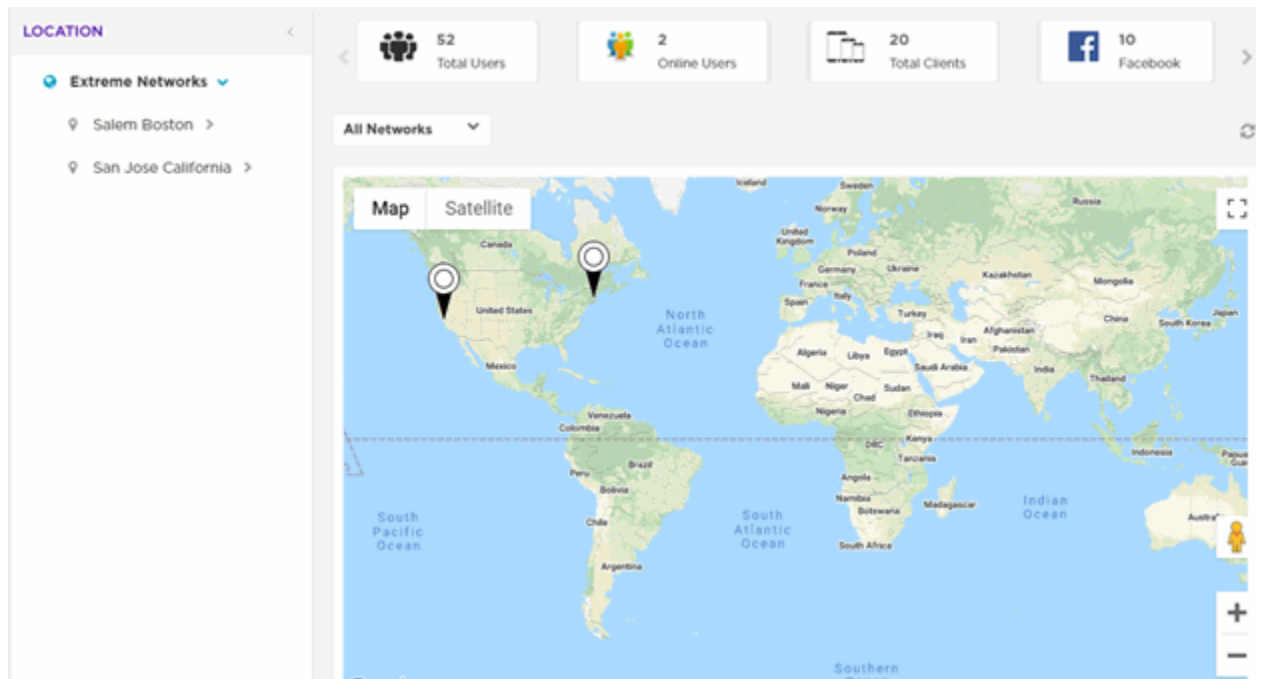 LOCATION
Extreme Networks
Salem Boston
San Jose California
52
Total Users
2
Online Users
20
Total Clients
10
Facebook
All Networks
Map
Satellite
Iceland
Sweden
Norway
Russia
United
Kingdom
Canada
Poland
Germany
Ukraine
Kazakhstan
Mongolia
France
Spain
Italy
United States
North
Atlantic
Ocean
Turkey
China
Japan
South Korea
Iraq
Iran
Afghanistan
Pakistan
Algeria
Libya
Egypt
Saudi Arabia
Mexico
India
Thailand
Mali
Niger
Sudan
Chad
Nigeria
Ethiopia
Venezuela
Colombia
DRC
Kenya
Tanzania
Indonesia
Brazil
Peru
Angola
Bolivia
Namibia
Botswana
Madagascar
Indian
Ocean
South
Pacific
Ocean
Chile
South
Atlantic
Ocean
South Africa
Argentina
Southern